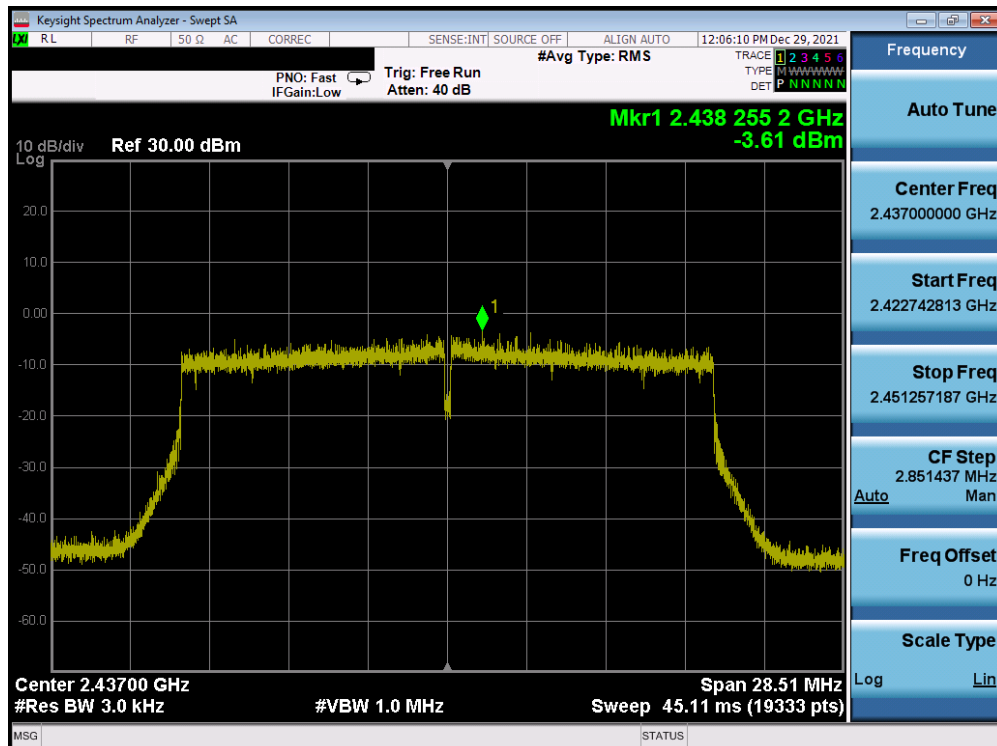 Keysight Spectrum Analyzer - Swept SA
LXI RL RF 50 Ω AC CORREC SENSE:INT SOURCE OFF ALIGN AUTO 12:06:10 PM Dec 29, 2021
#Avg Type: RMS TRACE 1 2 3 4 5 6
PNO: Fast Trig: Free Run TYPE M W W W W W
IFGain:Low Atten: 40 dB DET P N N N N N
Mkr1 2.438 255 2 GHz
-3.61 dBm
10 dB/div Ref 30.00 dBm
Log
20.0
10.0
0.00
1
-10.0
-20.0
-30.0
-40.0
-50.0
-60.0
Center 2.43700 GHz Span 28.51 MHz
#Res BW 3.0 kHz #VBW 1.0 MHz Sweep 45.11 ms (19333 pts)
MSG STATUS
Frequency
Auto Tune
Center Freq
2.437000000 GHz
Start Freq
2.422742813 GHz
Stop Freq
2.451257187 GHz
CF Step
2.851437 MHz
Auto Man
Freq Offset
0 Hz
Scale Type
Log Lin